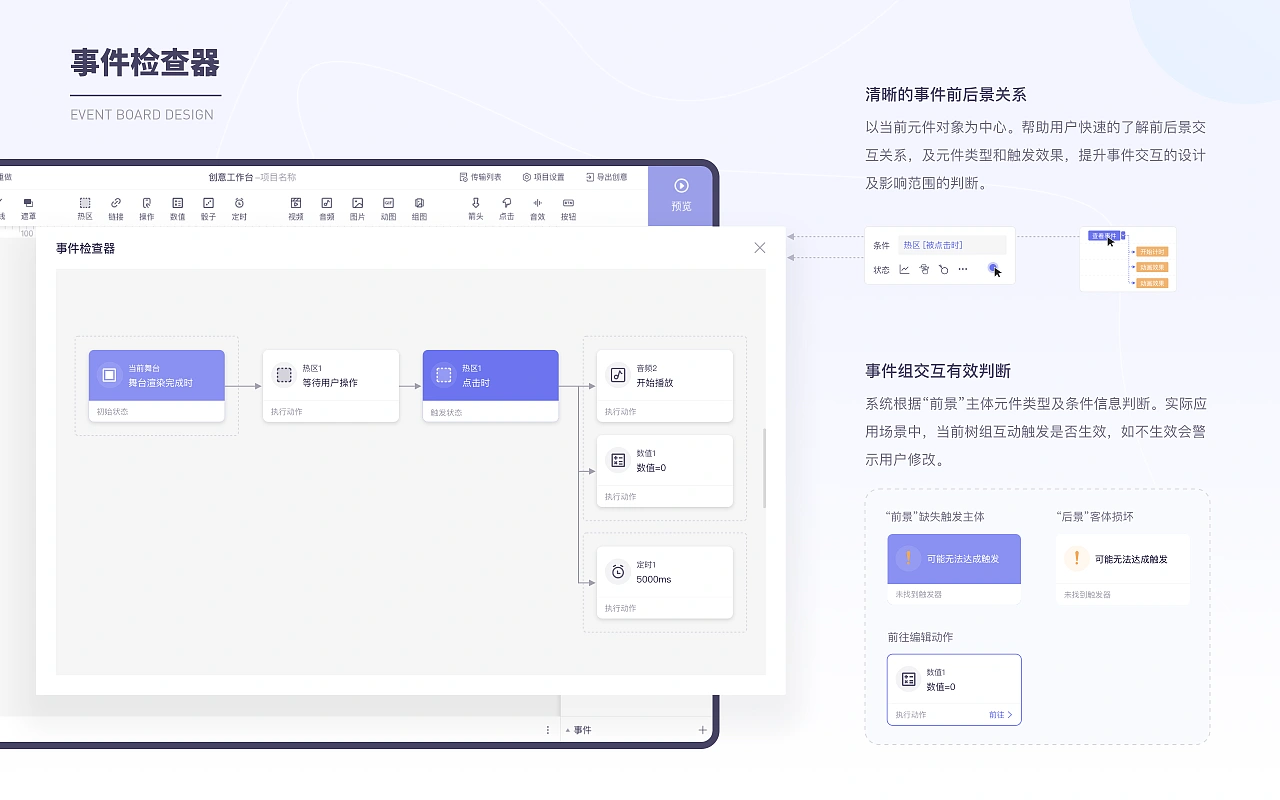 事件检查器
EVENT BOARD DESIGN
重做
创意工作台-项目名称
传输列表
项目设置
导出创意
预览
线
遮罩
热区
链接
操作
数值
骰子
定时
视频
音频
图片
动图
组图
箭头
点击
音效
按钮
100
事件检查器
当前舞台
舞台渲染完成时
初始状态
热区1
等待用户操作
执行动作
热区1
点击时
触发状态
音频2
开始播放
执行动作
数值1
数值=0
执行动作
定时1
5000ms
执行动作
事件
清晰的事件前后景关系
以当前元件对象为中心。帮助用户快速的了解前后景交
互关系，及元件类型和触发效果，提升事件交互的设计
及影响范围的判断。
条件
热区 [被点击时]
状态
查看事件
开始计时
动画效果
动画效果
事件组交互有效判断
系统根据“前景”主体元件类型及条件信息判断。实际应
用场景中，当前树组互动触发是否生效，如不生效会警
示用户修改。
“前景”缺失触发主体
可能无法达成触发
未找到触发器
“后景”客体损坏
可能无法达成触发
未找到触发器
前往编辑动作
数值1
数值=0
执行动作
前往